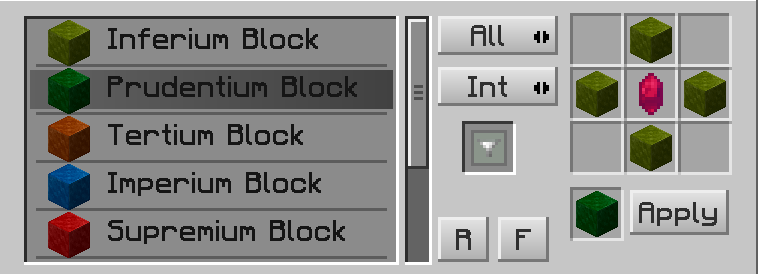 Inferium Block
Prudentium Block
Tertium Block
Imperium Block
Supremium Block
All
Int
R F
Apply